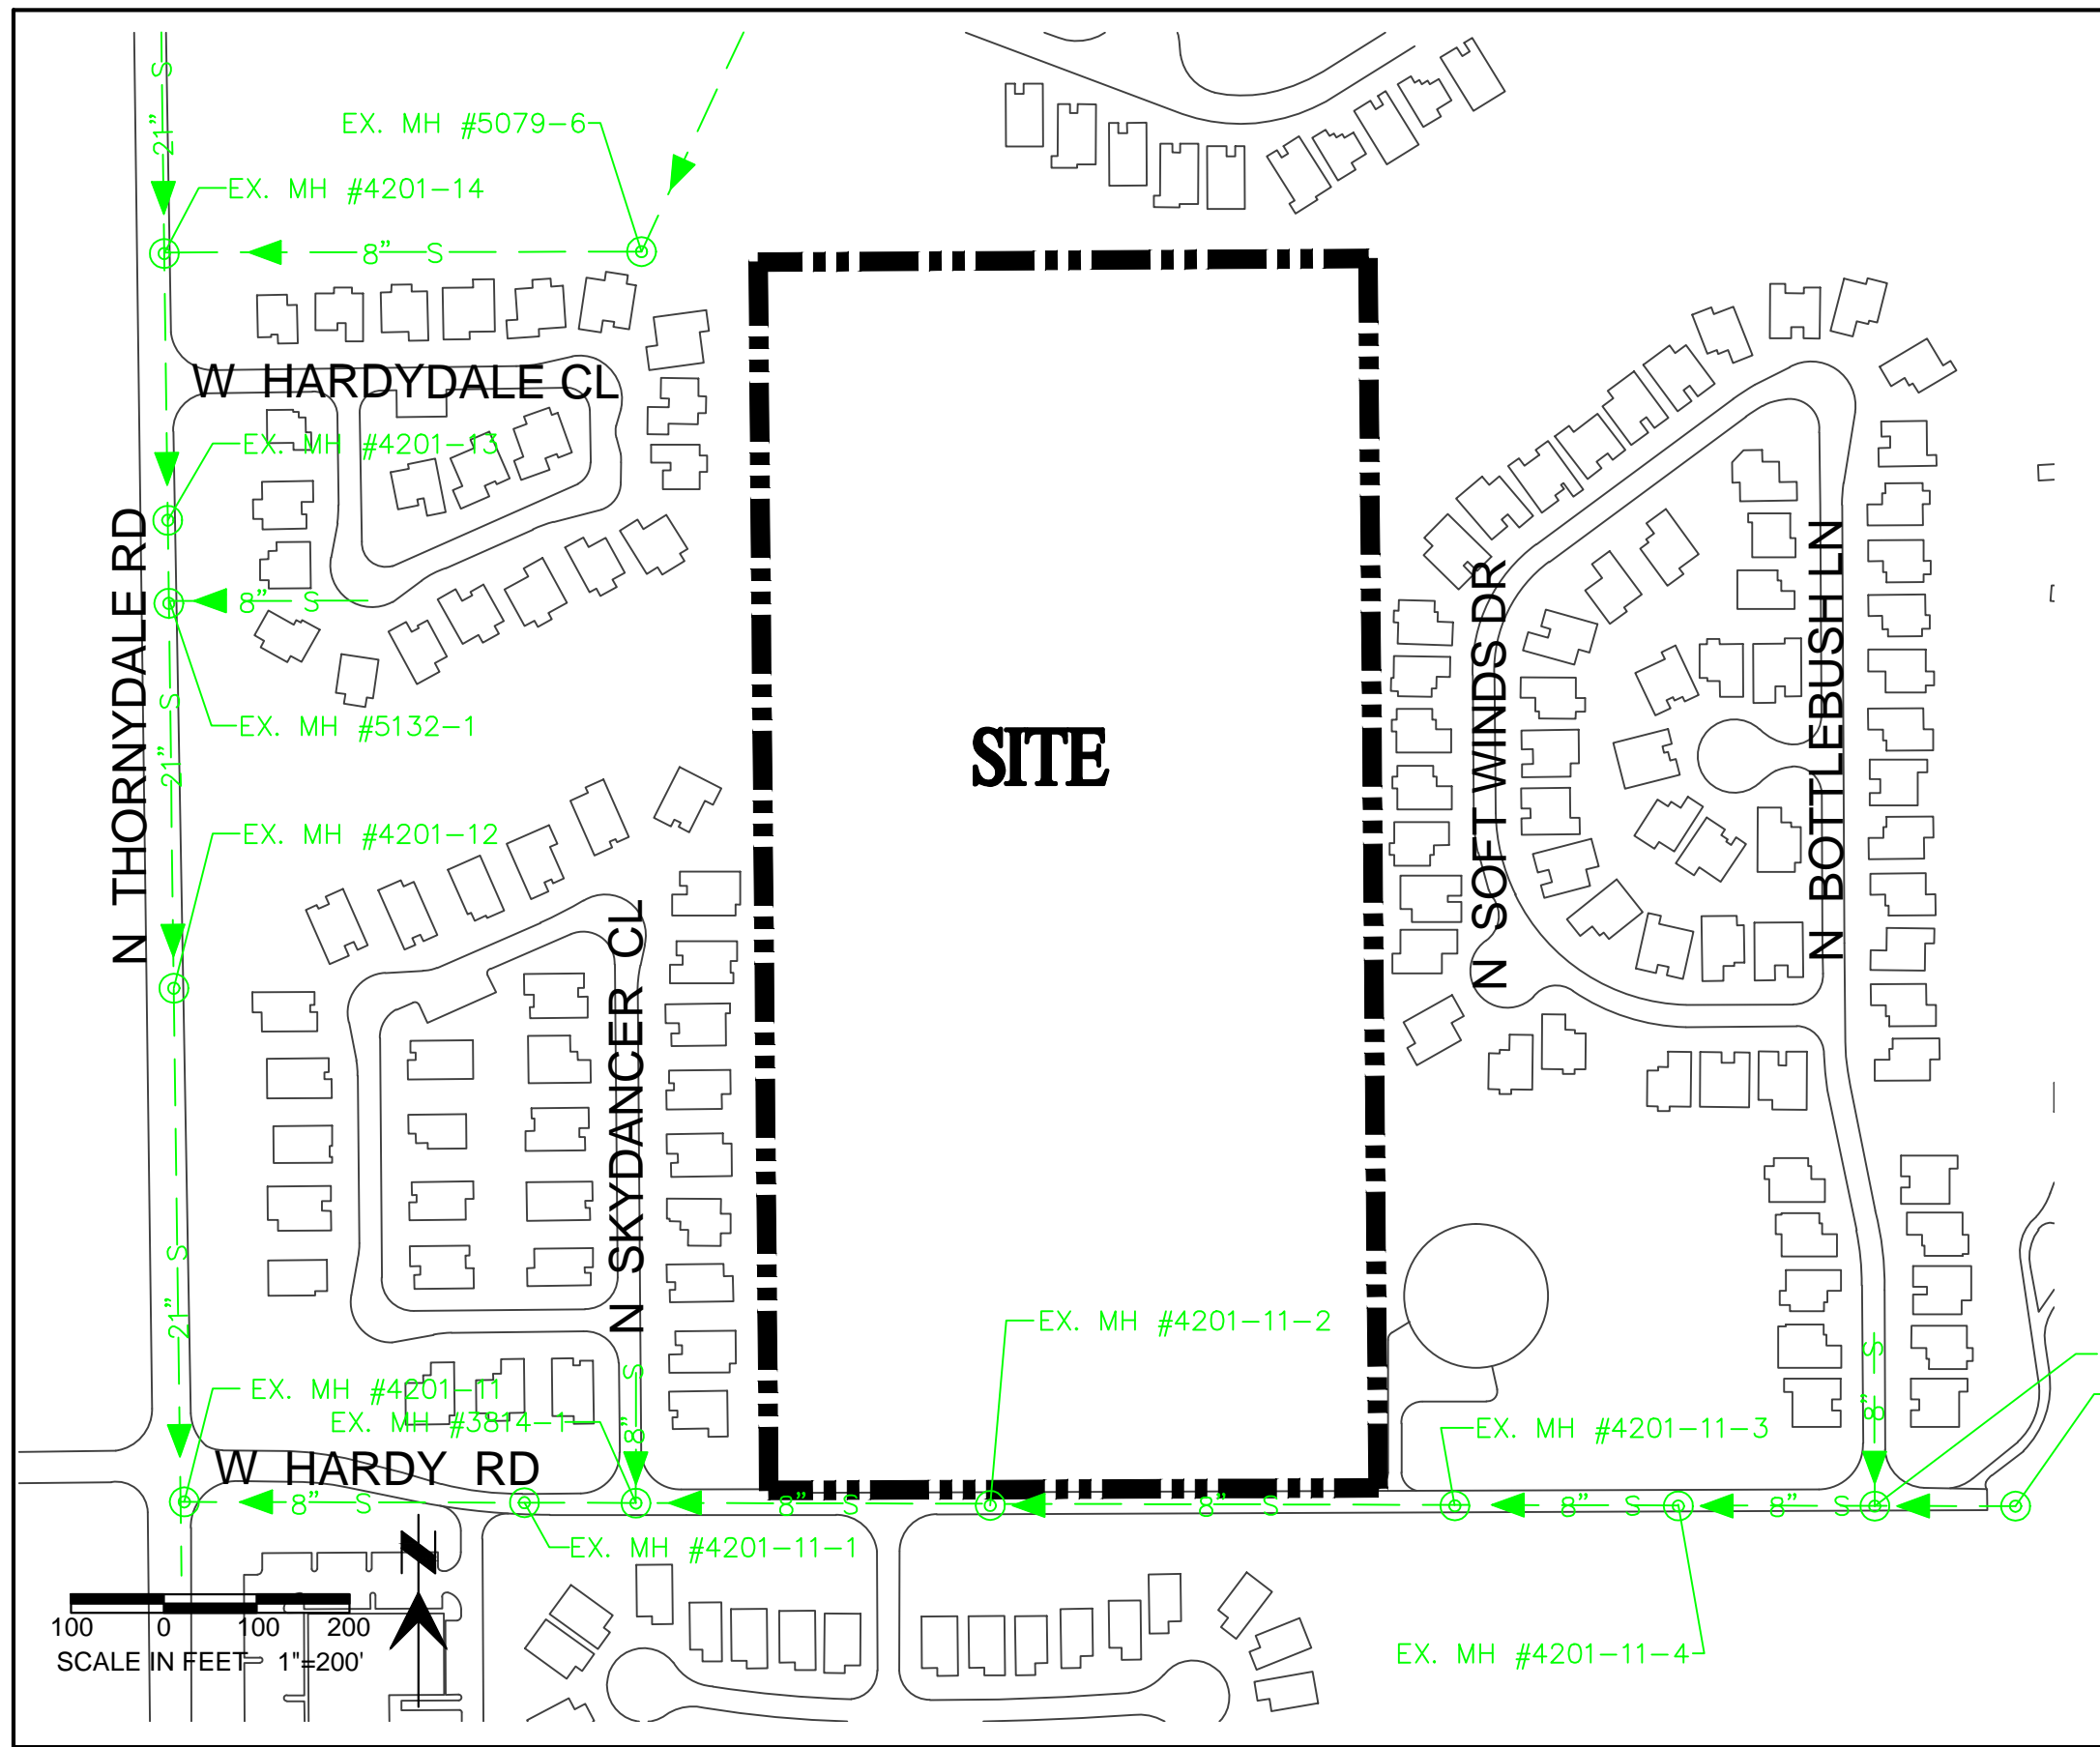 21" S
EX. MH #5079-6
EX. MH #4201-14
8" S
W HARDYDALE CL
EX. MH #4201-13
8" S
N THORNYDALE RD
21" S
EX. MH #5132-1
SITE
N SOFT WINDS DR
N BOTTLEBUSH LN
EX. MH #4201-12
N SKYDANCER CL
21" S
EX. MH #4201-11-2
8" S
8" S
EX. MH #4201-11
EX. MH #3814-1
EX. MH #4201-11-3
W HARDY RD
8" S
8" S
8" S
8" S
8" S
EX. MH #4201-11-1
N
100 0 100 200
SCALE IN FEET 1"=200'
EX. MH #4201-11-4